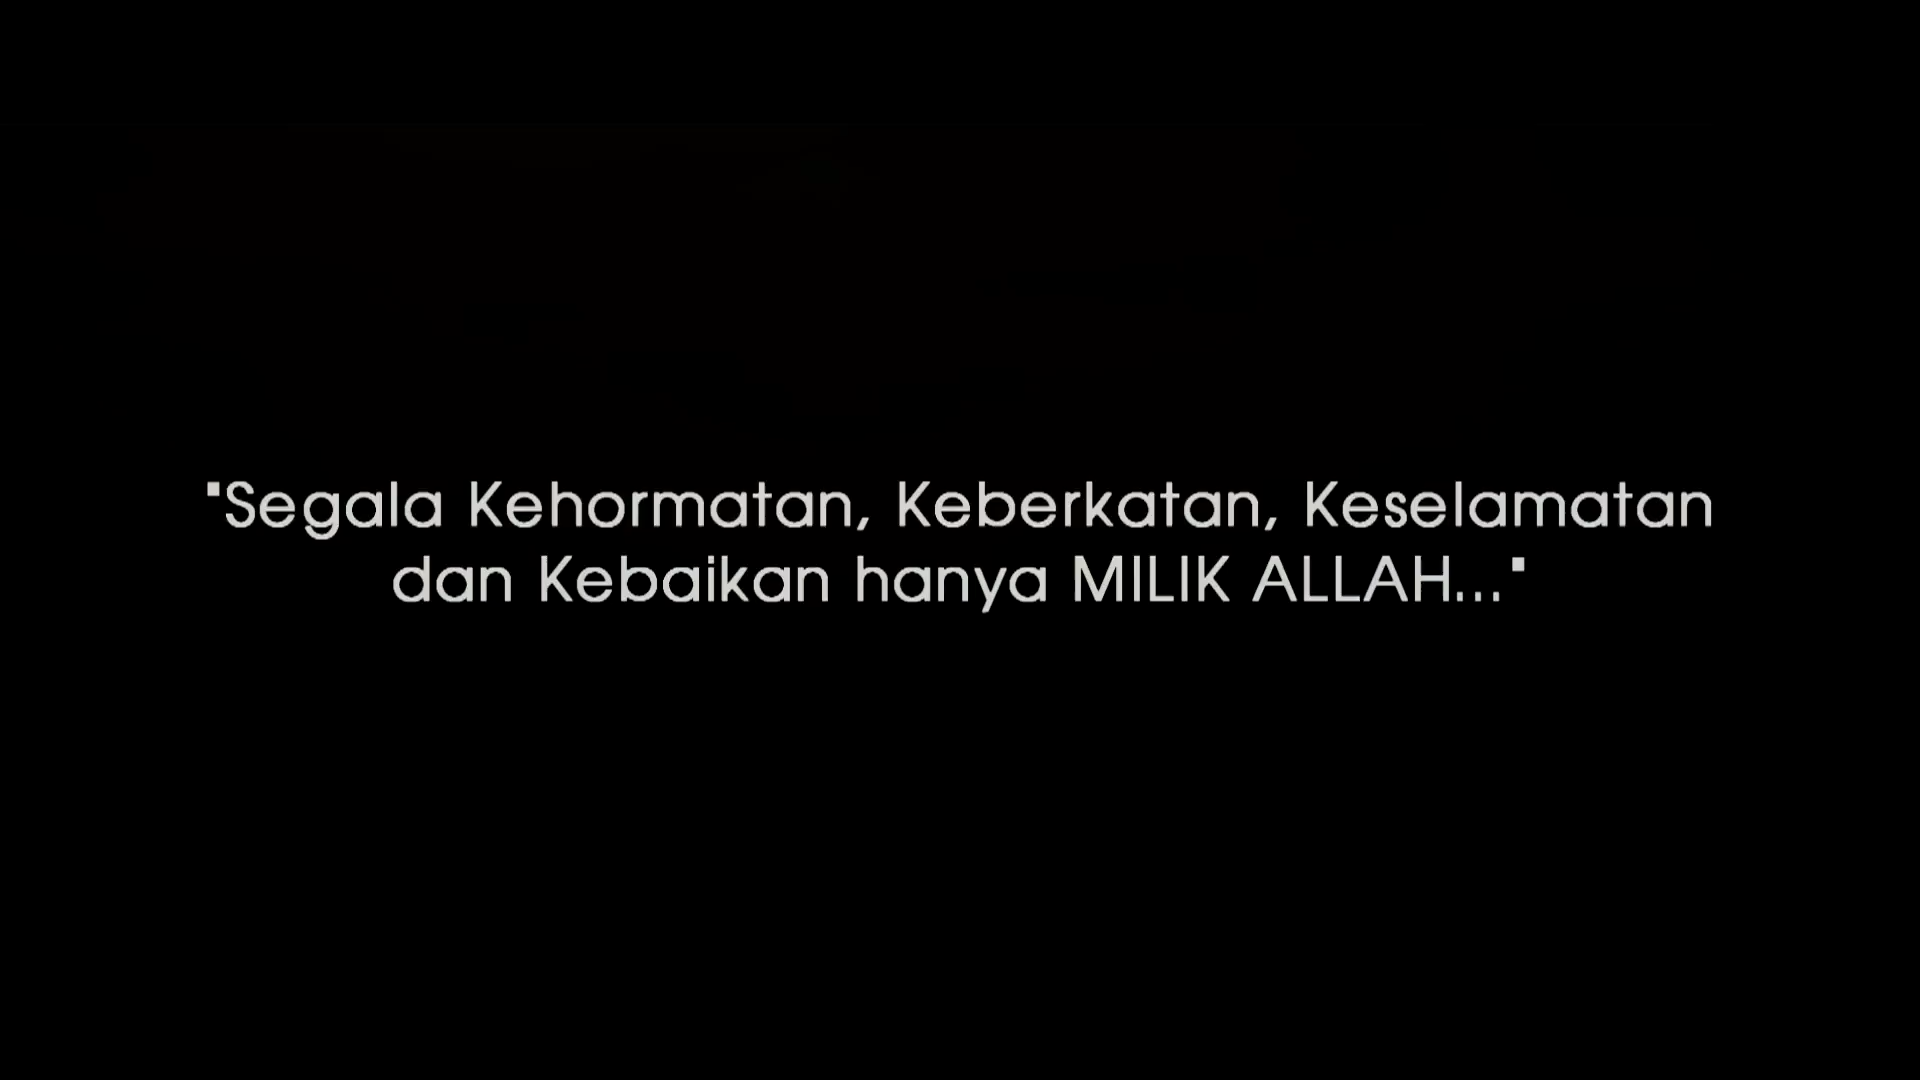 "Segala Kehormatan, Keberkatan, Keselamatan
dan Kebaikan hanya MILIK ALLAH..."